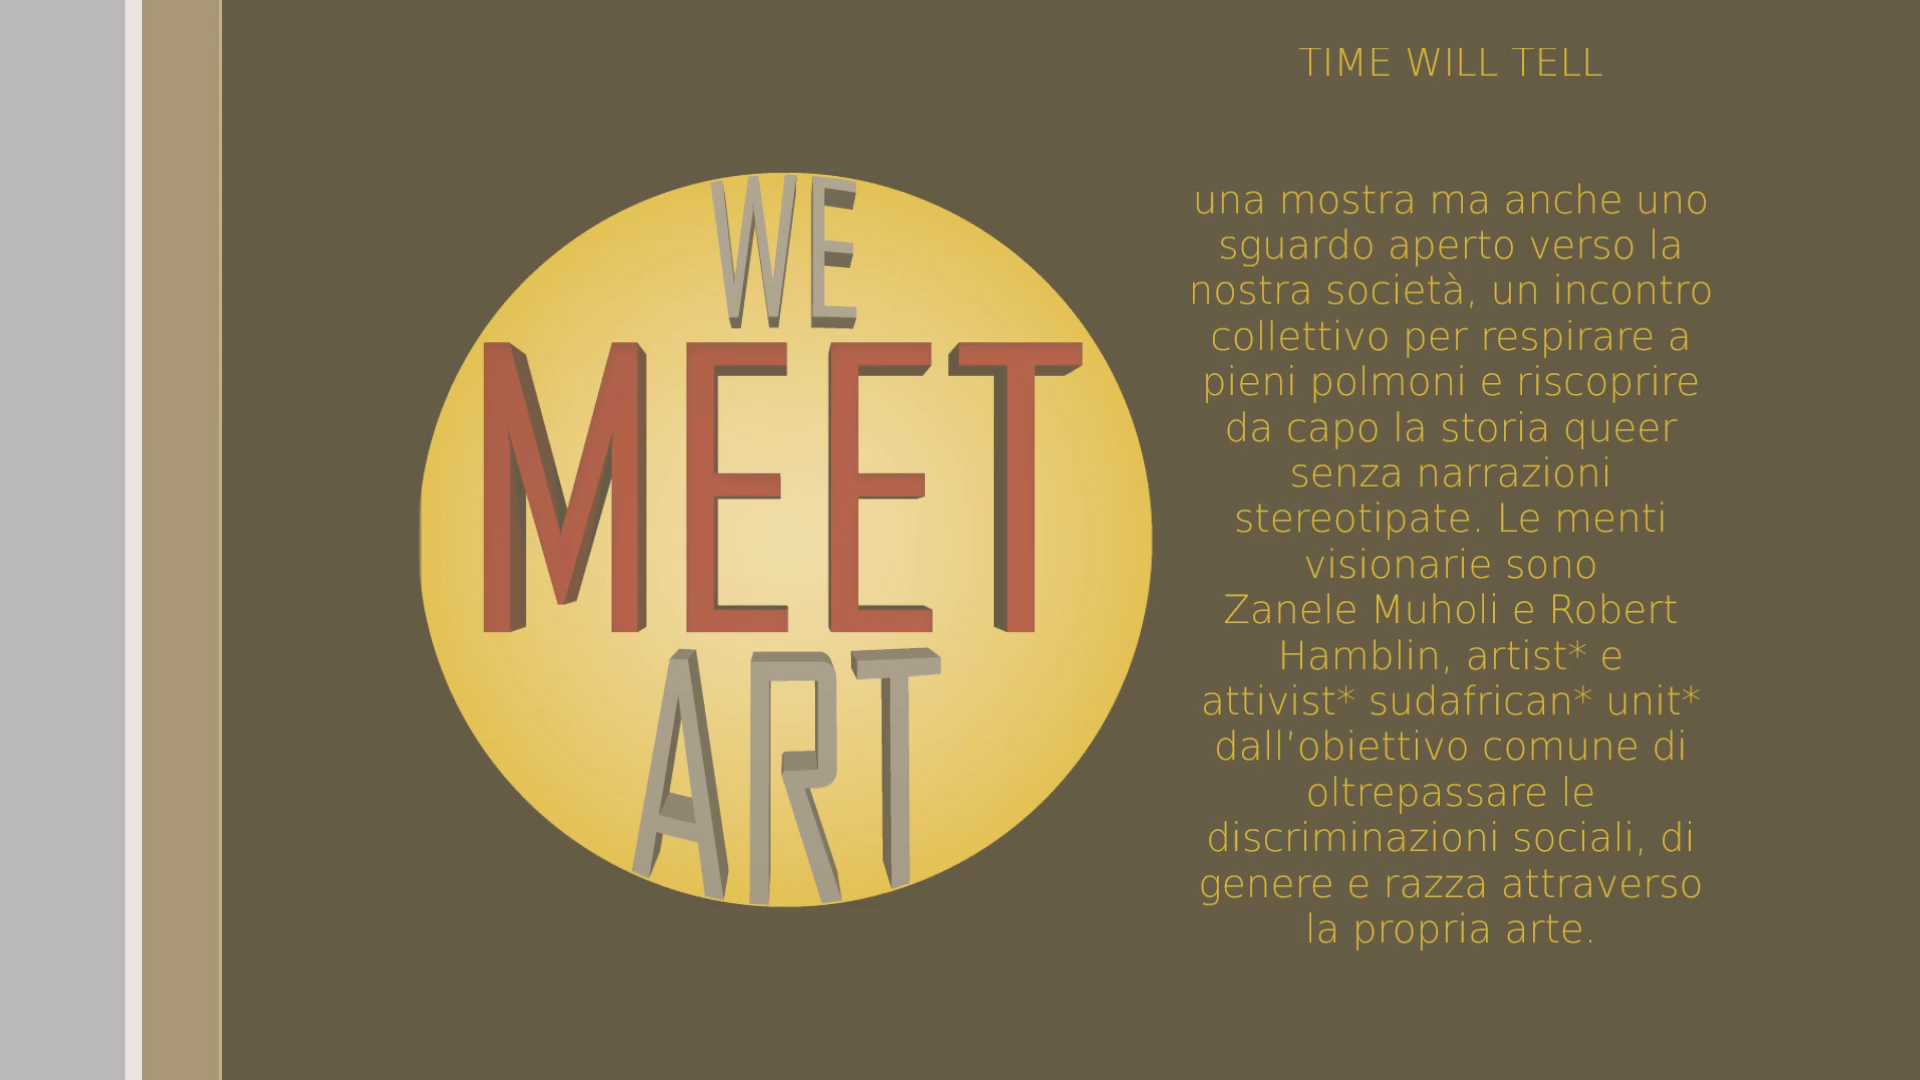 WE
MEET
ART
TIME WILL TELL
una mostra ma anche uno
sguardo aperto verso la
nostra società, un incontro
collettivo per respirare a
pieni polmoni e riscoprire
da capo la storia queer
senza narrazioni
stereotipate. Le menti
visionarie sono
Zanele Muholi e Robert
Hamblin, artist* e
attivist* sudafrican* unit*
dall’obiettivo comune di
oltrepassare le
discriminazioni sociali, di
genere e razza attraverso
la propria arte.